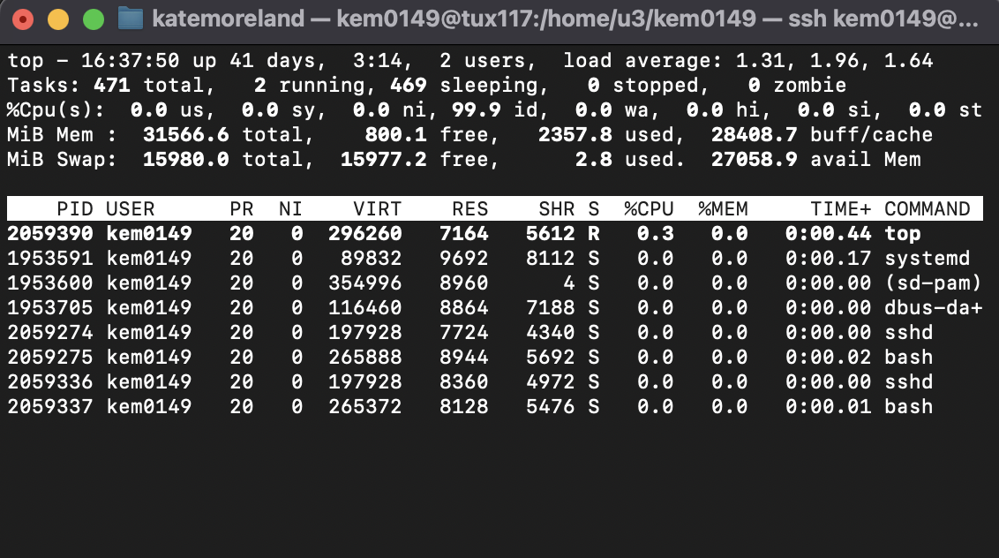 katemoreland — kem0149@tux117:/home/u3/kem0149 — ssh kem0149@...
top - 16:37:50 up 41 days,  3:14,  2 users,  load average: 1.31, 1.96, 1.64
Tasks: 471 total,   2 running, 469 sleeping,   0 stopped,   0 zombie
%Cpu(s):  0.0 us,  0.0 sy,  0.0 ni, 99.9 id,  0.0 wa,  0.0 hi,  0.0 si,  0.0 st
MiB Mem :  31566.6 total,    800.1 free,   2357.8 used,  28408.7 buff/cache
MiB Swap:  15980.0 total,  15977.2 free,      2.8 used.  27058.9 avail Mem
    PID USER      PR  NI    VIRT    RES    SHR S  %CPU  %MEM     TIME+ COMMAND
2059390 kem0149   20   0  296260   7164   5612 R   0.3   0.0   0:00.44 top
1953591 kem0149   20   0   89832   9692   8112 S   0.0   0.0   0:00.17 systemd
1953600 kem0149   20   0  354996   8960      4 S   0.0   0.0   0:00.00 (sd-pam)
1953705 kem0149   20   0  116460   8864   7188 S   0.0   0.0   0:00.00 dbus-da+
2059274 kem0149   20   0  197928   7724   4340 S   0.0   0.0   0:00.00 sshd
2059275 kem0149   20   0  265888   8944   5692 S   0.0   0.0   0:00.02 bash
2059336 kem0149   20   0  197928   8360   4972 S   0.0   0.0   0:00.00 sshd
2059337 kem0149   20   0  265372   8128   5476 S   0.0   0.0   0:00.01 bash